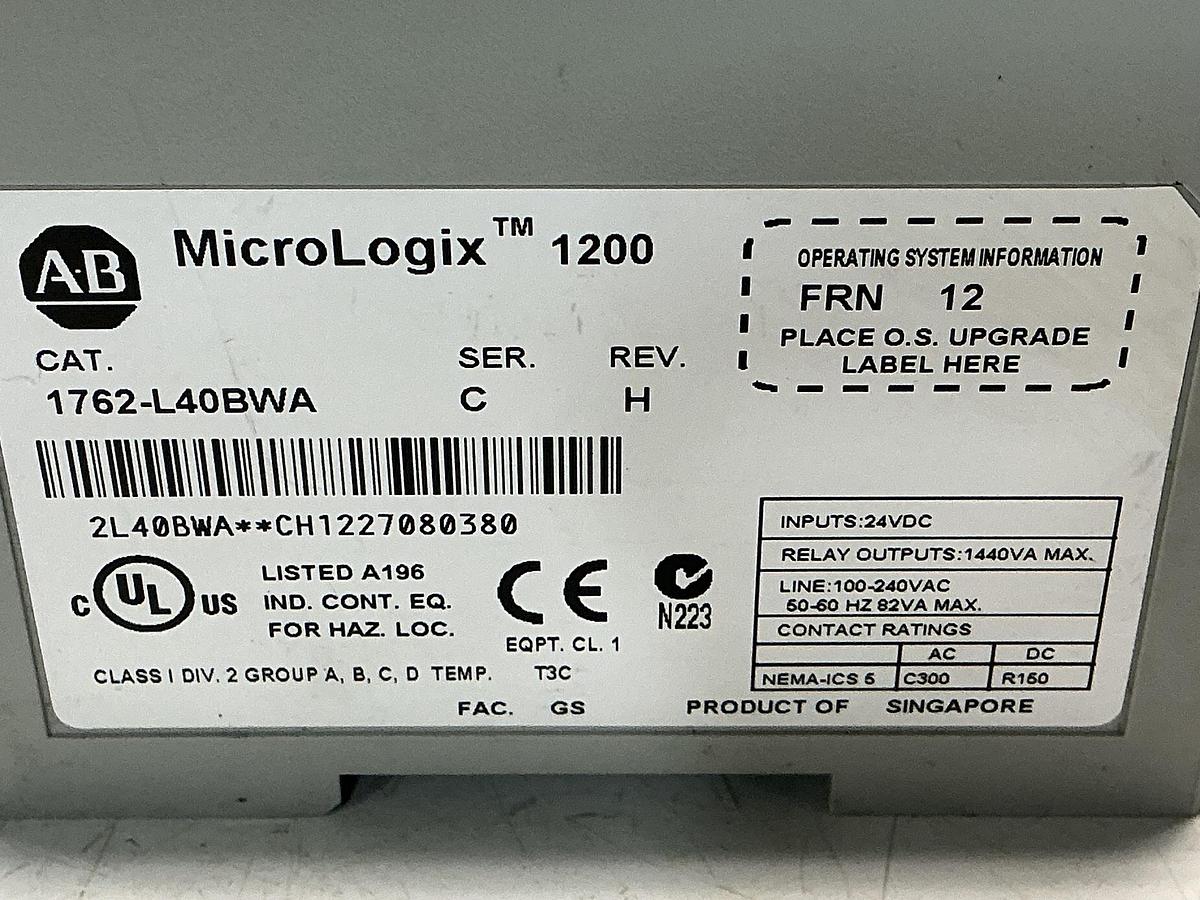 A·B
MicroLogix™ 1200
OPERATING SYSTEM INFORMATION
FRN 12
PLACE O.S. UPGRADE
LABEL HERE
CAT. SER. REV.
1762-L40BWA C H
2L40BWA**CH1227080380
INPUTS:24VDC
RELAY OUTPUTS:1440VA MAX.
LINE:100-240VAC
50-60 HZ 82VA MAX.
CONTACT RATINGS
AC DC
NEMA-ICS 5 C300 R150
C UL US
LISTED A196
IND. CONT. EQ.
FOR HAZ. LOC.
CE
EQPT. CL. 1
N223
CLASS I DIV. 2 GROUP A, B, C, D TEMP. T3C
FAC. GS
PRODUCT OF SINGAPORE